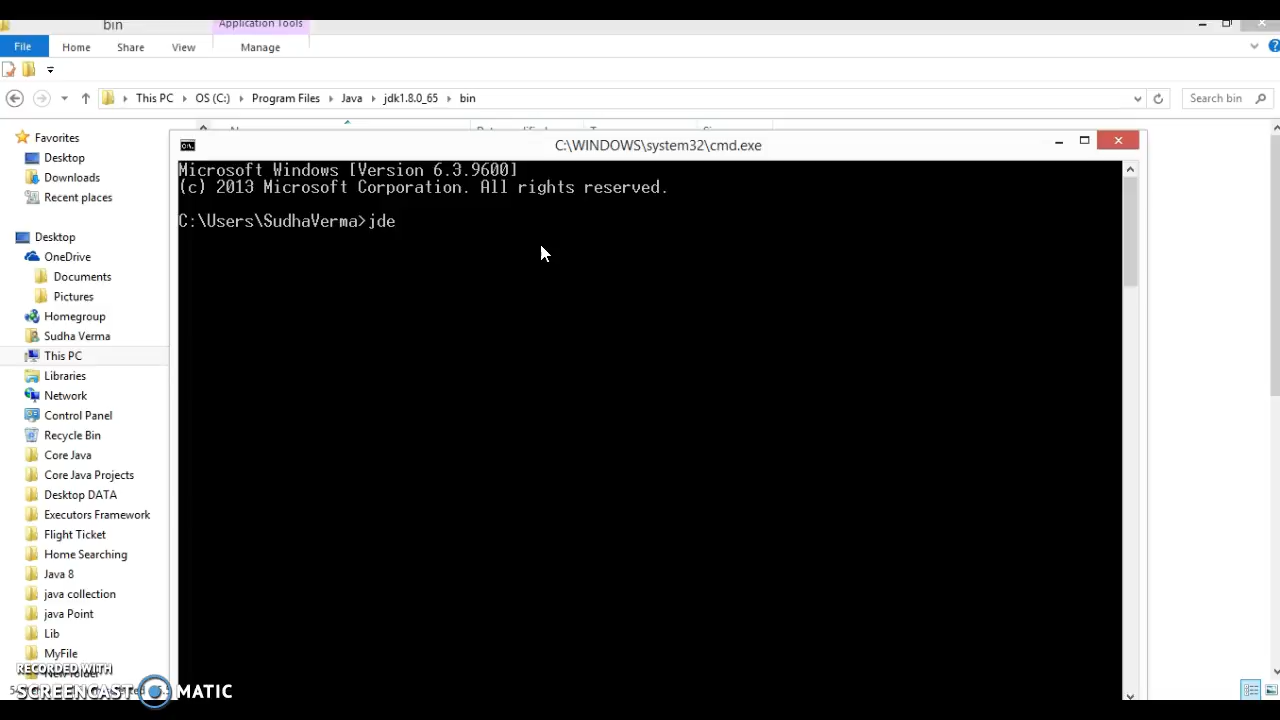 bin
Application Tools
File
Home
Share
View
Manage
This PC
OS (C:)
Program Files
Java
jdk1.8.0_65
bin
Search bin
C:\WINDOWS\system32\cmd.exe
Microsoft Windows [Version 6.3.9600]
(c) 2013 Microsoft Corporation. All rights reserved.
C:\Users\SudhaVerma>jde
Favorites
Desktop
Downloads
Recent places
Desktop
OneDrive
Documents
Pictures
Homegroup
Sudha Verma
This PC
Libraries
Network
Control Panel
Recycle Bin
Core Java
Core Java Projects
Desktop DATA
Executors Framework
Flight Ticket
Home Searching
Java 8
java collection
java Point
Lib
MyFile
New folder
RECORDED WITH
SCREENCAST MATIC